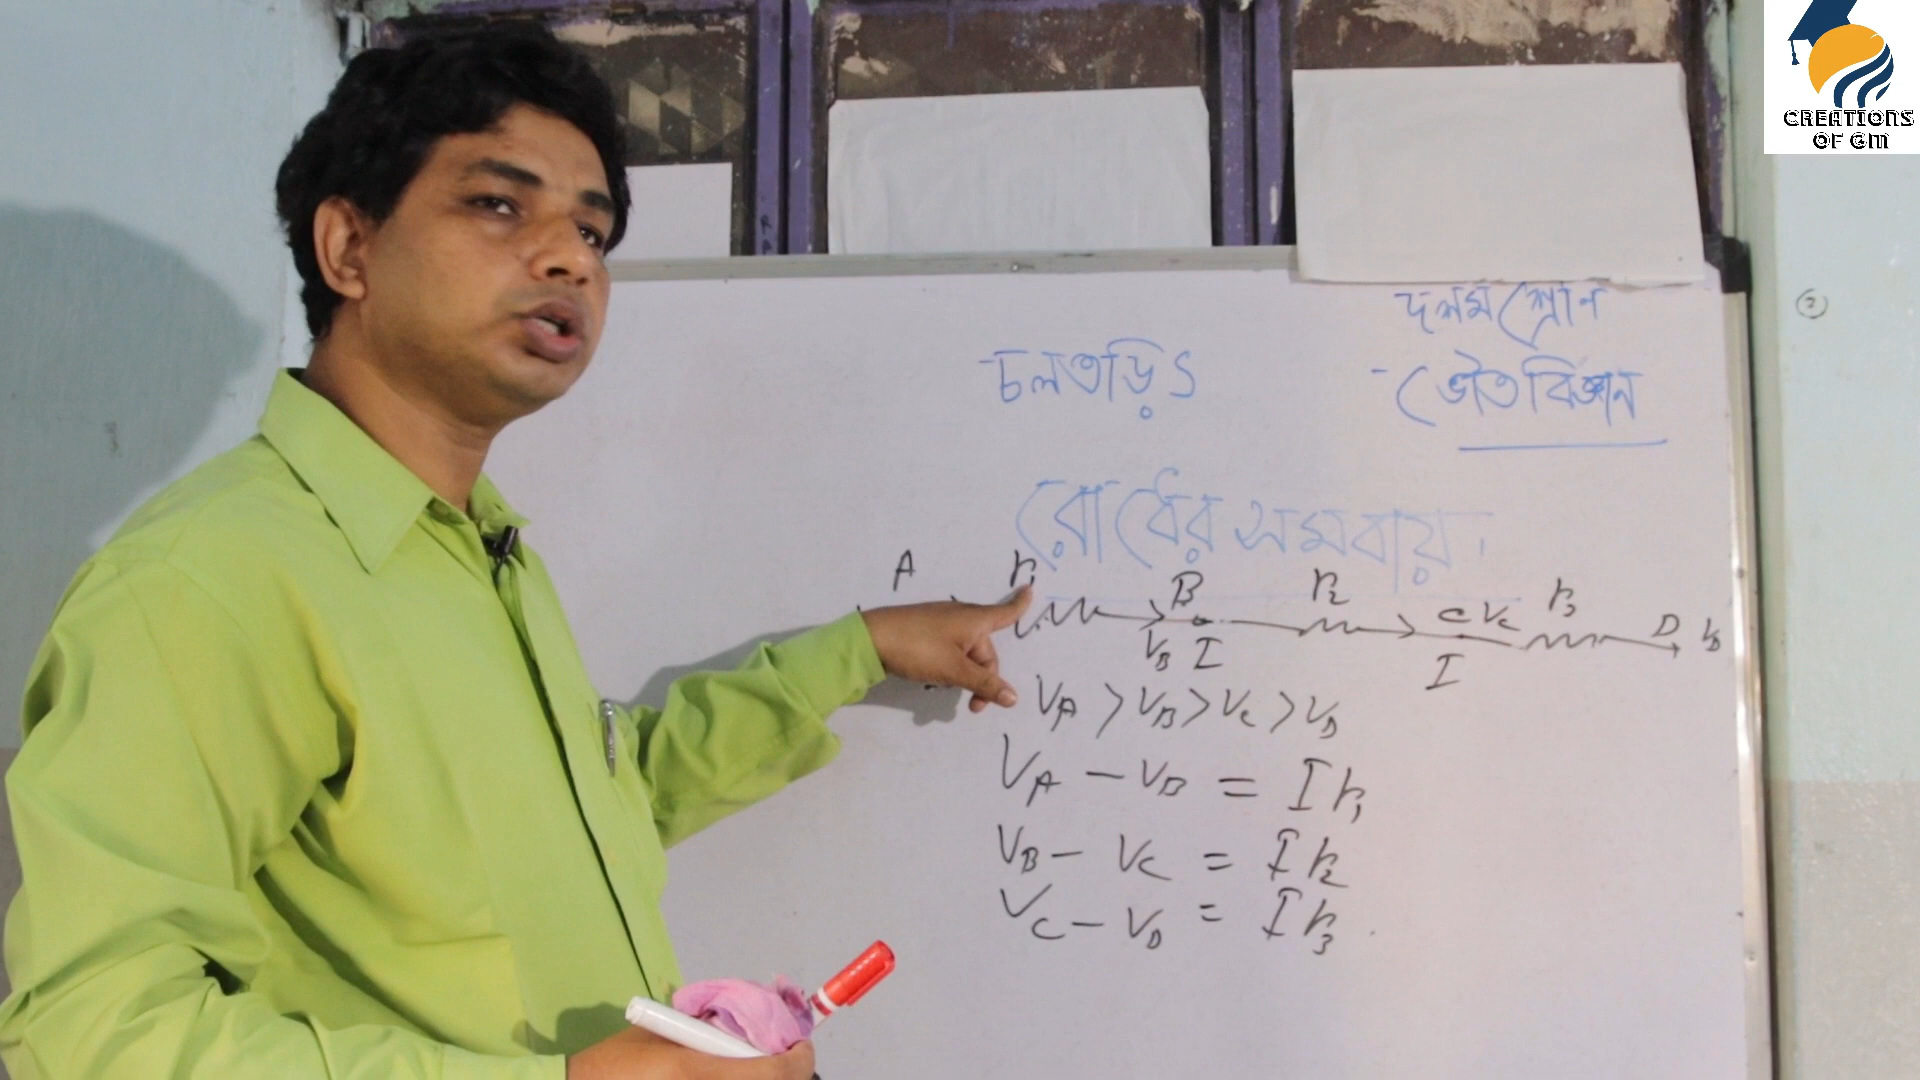 CREATIONS
OF GM
দশম শ্রেণি
চলতড়িৎ
- ভৌতবিজ্ঞান
রোধের সমবায়।
A r₁ B r₂ C V_C r₃ D V_D
V_B I I
V_A > V_B > V_C > V_D
V_A - V_B = I r₁
V_B - V_C = I r₂
V_C - V_D = I r₃